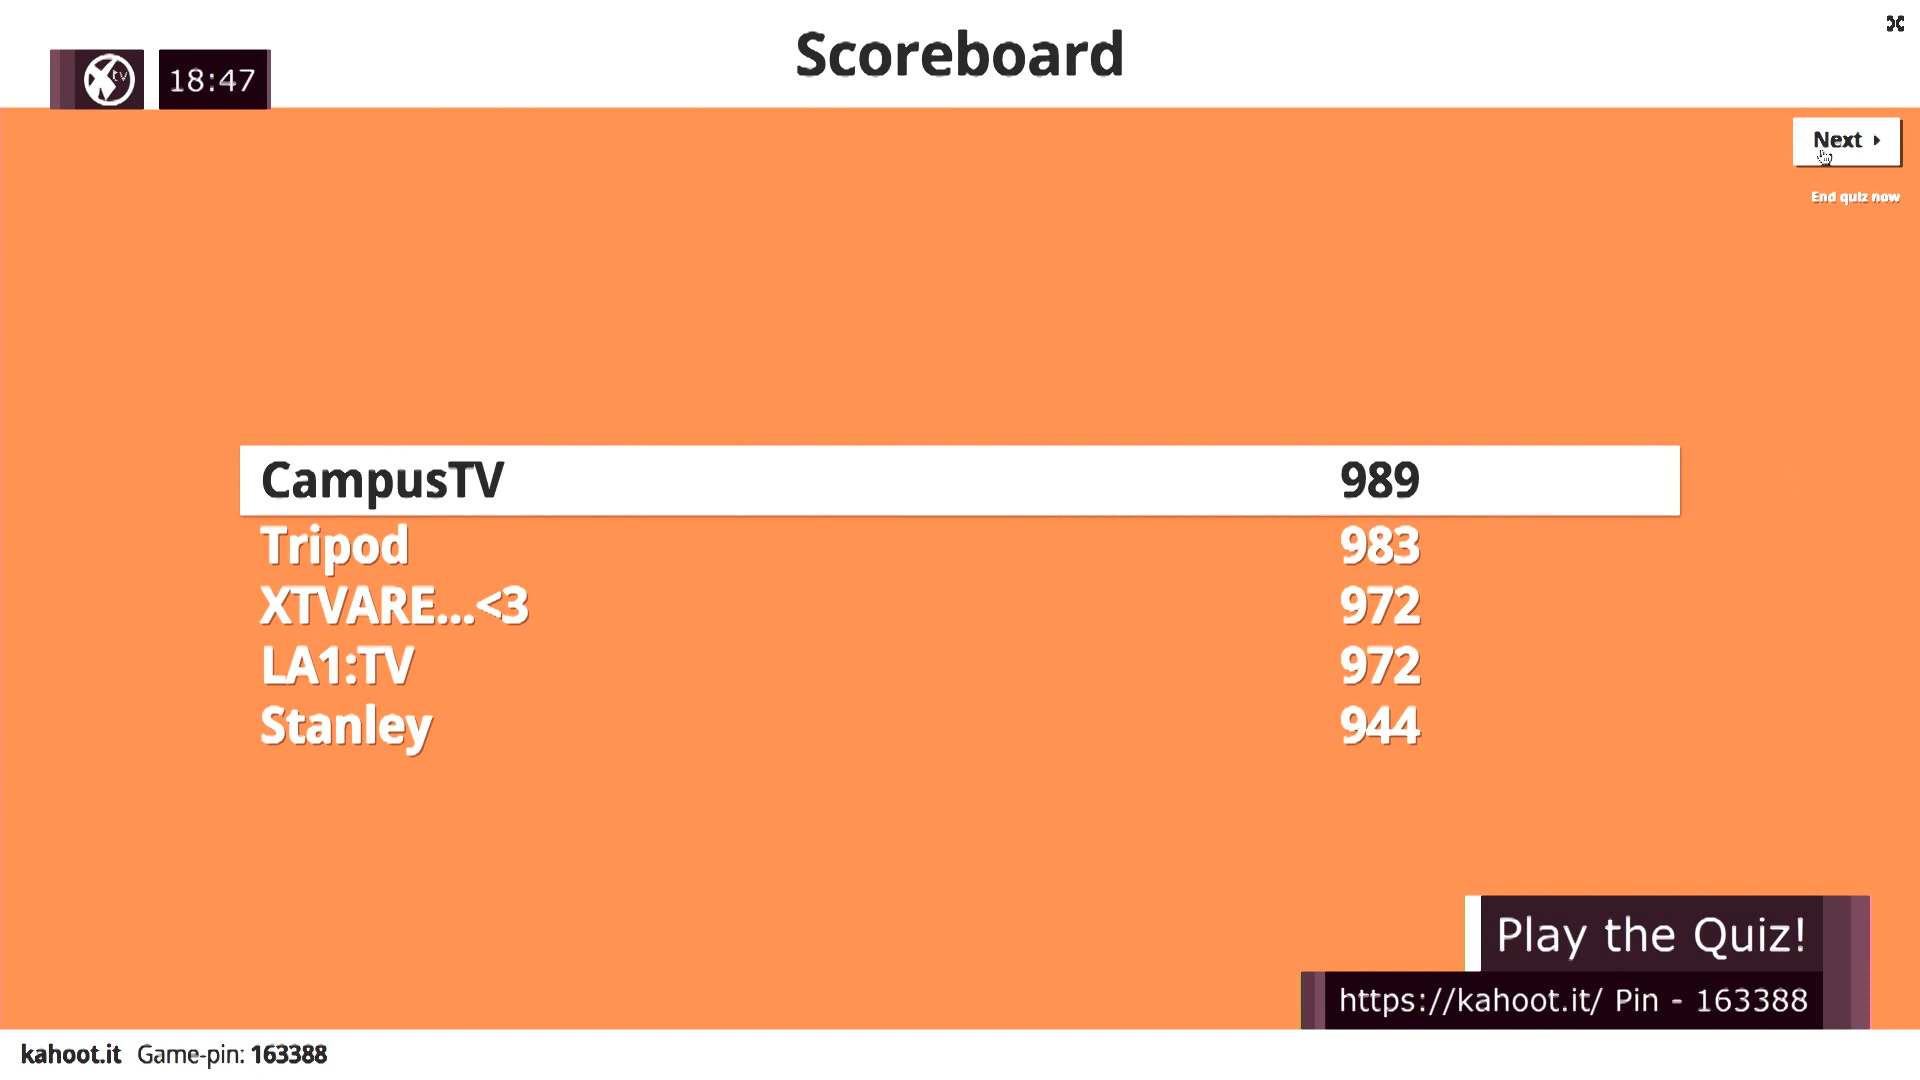 Scoreboard
Xtv 18:47
Next
End quiz now
CampusTV 989
Tripod 983
XTVARE...<3 972
LA1:TV 972
Stanley 944
Play the Quiz!
https://kahoot.it/ Pin - 163388
kahoot.it Game-pin: 163388